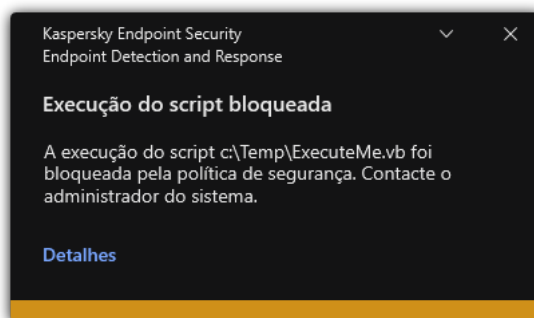 Kaspersky Endpoint Security
Endpoint Detection and Response
Execução do script bloqueada
A execução do script c:\Temp\ExecuteMe.vb foi
bloqueada pela política de segurança. Contacte o
administrador do sistema.
Detalhes